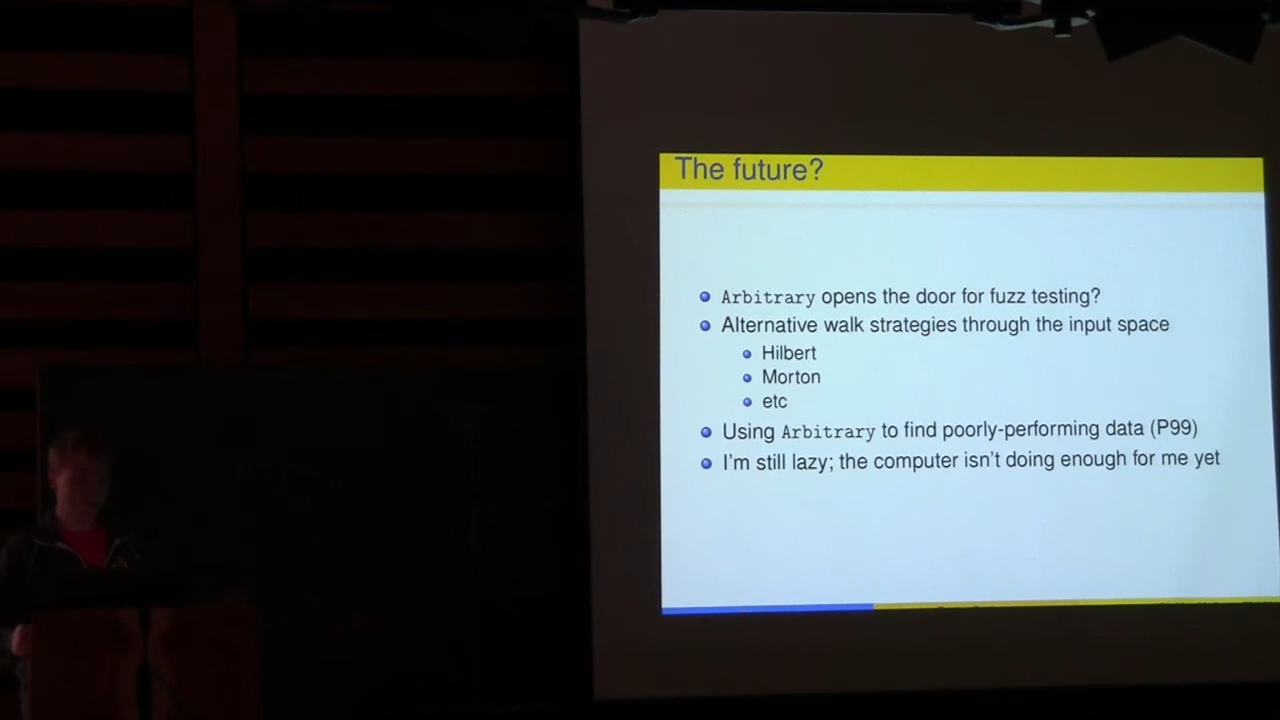 The future?
Arbitrary opens the door for fuzz testing?
Alternative walk strategies through the input space
Hilbert
Morton
etc
Using Arbitrary to find poorly-performing data (P99)
I'm still lazy; the computer isn't doing enough for me yet